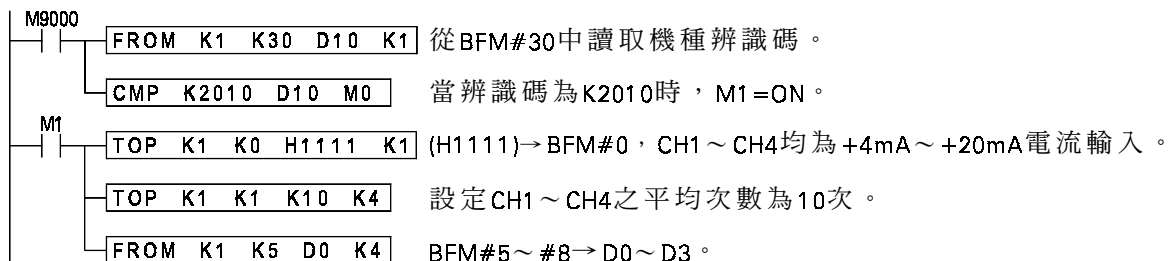 M9000
FROM K1 K30 D10 K1 從BFM#30中讀取機種辨識碼。
CMP K2010 D10 M0 當辨識碼為K2010時，M1=ON。
M1
TOP K1 K0 H1111 K1 (H1111)→BFM#0，CH1～CH4均為+4mA～+20mA電流輸入。
TOP K1 K1 K10 K4 設定CH1～CH4之平均次數為10次。
FROM K1 K5 D0 K4 BFM#5～#8→D0～D3。